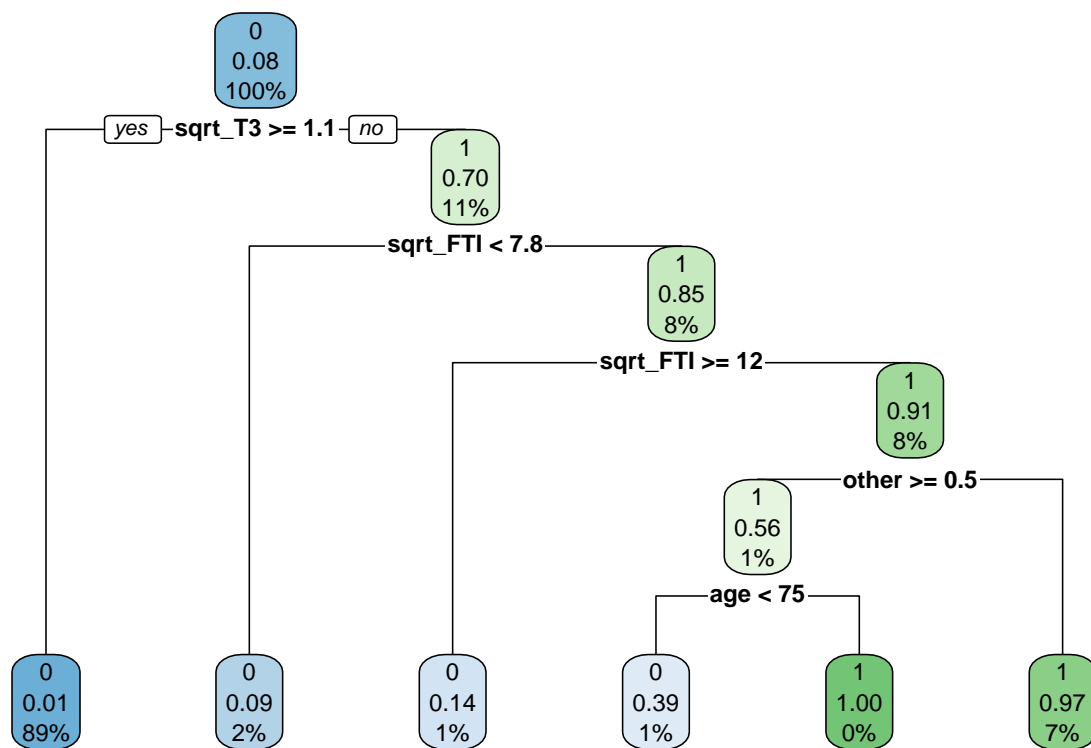 0
0.08
100%
yes sqrt_T3 >= 1.1 no
1
0.70
11%
sqrt_FTI < 7.8
1
0.85
8%
sqrt_FTI >= 12
1
0.91
8%
other >= 0.5
1
0.56
1%
age < 75
0 0 0 0 1 1
0.01 0.09 0.14 0.39 1.00 0.97
89% 2% 1% 1% 0% 7%